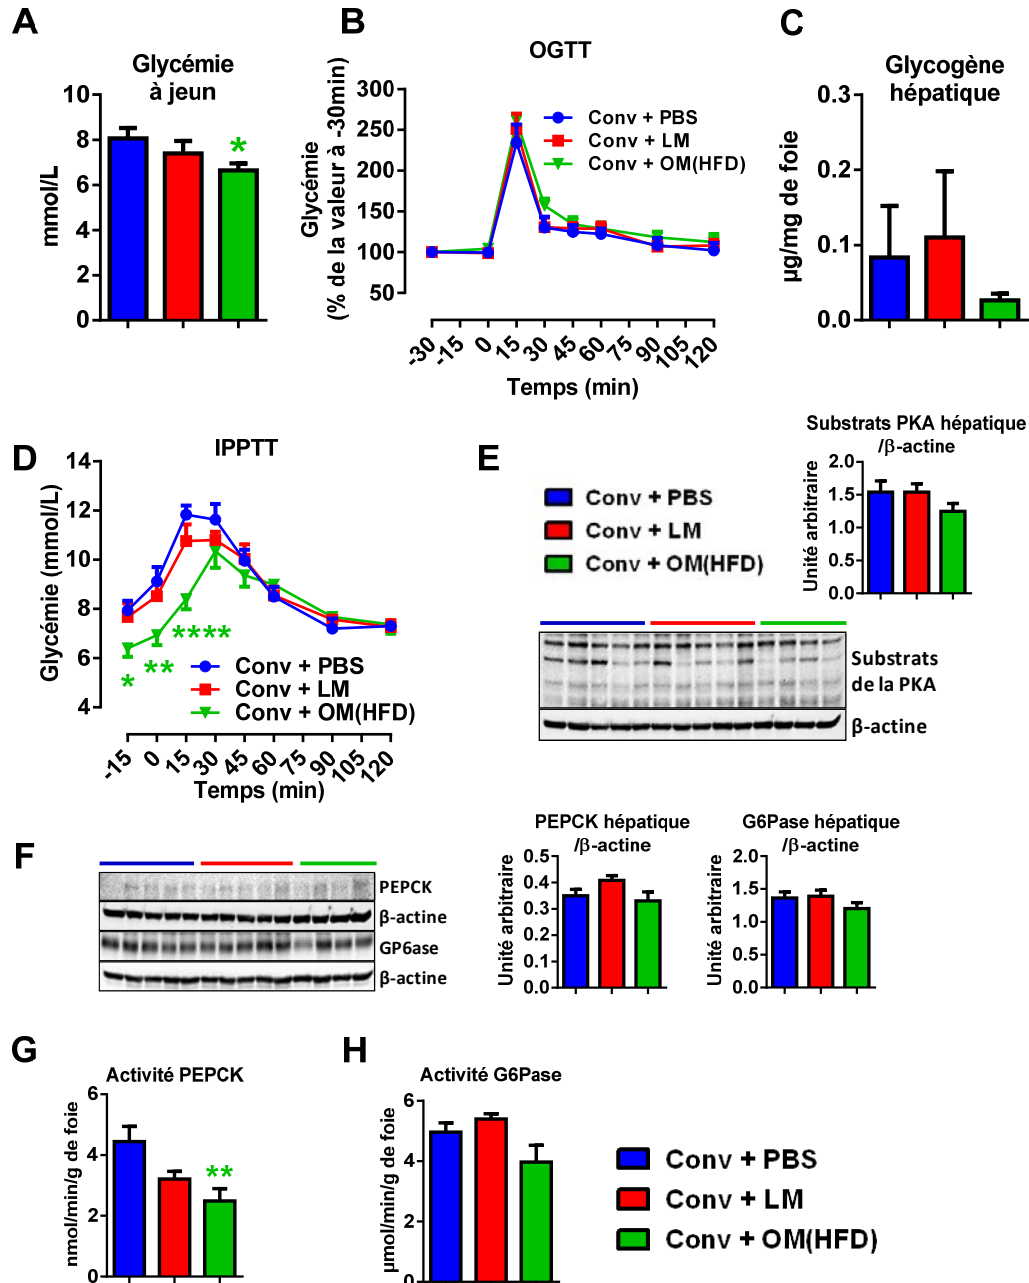 A
Glycémie
à jeun
mmol/L
10
8
6
4
2
0
*
B
OGTT
Glycémie
(% de la valeur à -30min)
300
250
200
150
100
50
Conv + PBS
Conv + LM
Conv + OM(HFD)
-30 -15 0 15 30 45 60 75 90 105 120
Temps (min)
C
Glycogène
hépatique
µg/mg de foie
0.3
0.2
0.1
0.0
D
IPPTT
Glycémie (mmol/L)
14
12
10
8
6
4
****
**
*
Conv + PBS
Conv + LM
Conv + OM(HFD)
-15 0 15 30 45 60 75 90 105 120
Temps (min)
E
Conv + PBS
Conv + LM
Conv + OM(HFD)
Substrats PKA hépatique
/β-actine
Unité arbitraire
2.0
1.5
1.0
0.5
0.0
Substrats
de la PKA
β-actine
F
PEPCK
β-actine
GP6ase
β-actine
PEPCK hépatique
/β-actine
Unité arbitraire
0.5
0.4
0.3
0.2
0.1
0.0
G6Pase hépatique
/β-actine
Unité arbitraire
2.0
1.5
1.0
0.5
0.0
G
Activité PEPCK
nmol/min/g de foie
6
4
2
0
**
H
Activité G6Pase
µmol/min/g de foie
6
4
2
0
Conv + PBS
Conv + LM
Conv + OM(HFD)